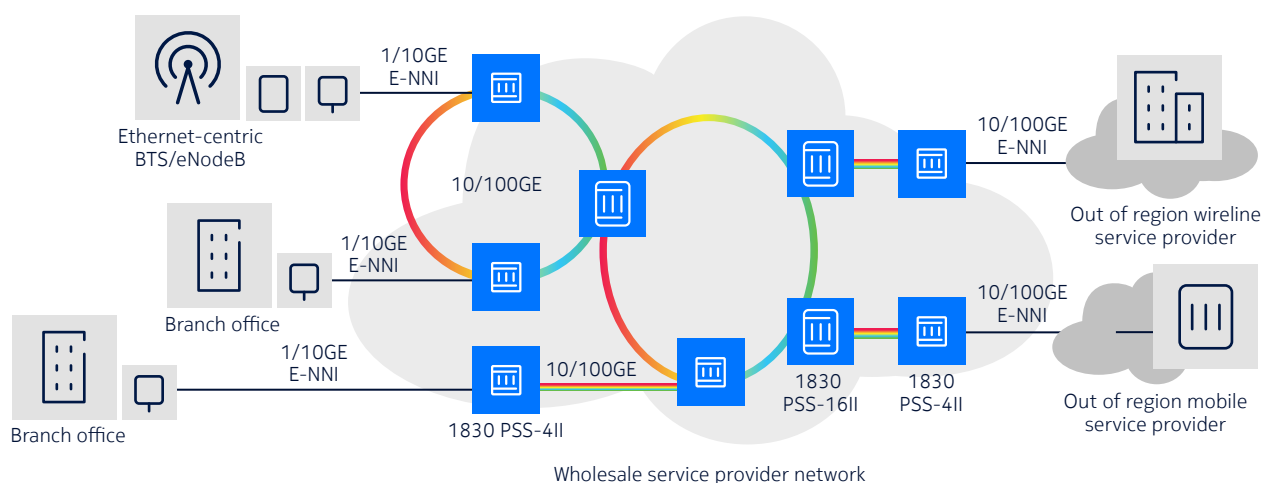 1/10GE
E-NNI
Ethernet-centric
BTS/eNodeB
10/100GE
10/100GE
E-NNI
Out of region wireline
service provider
1/10GE
E-NNI
Branch office
10/100GE
E-NNI
1/10GE
E-NNI
10/100GE
Branch office
1830 PSS-4II
1830
PSS-16II
1830
PSS-4II
Out of region mobile
service provider
Wholesale service provider network